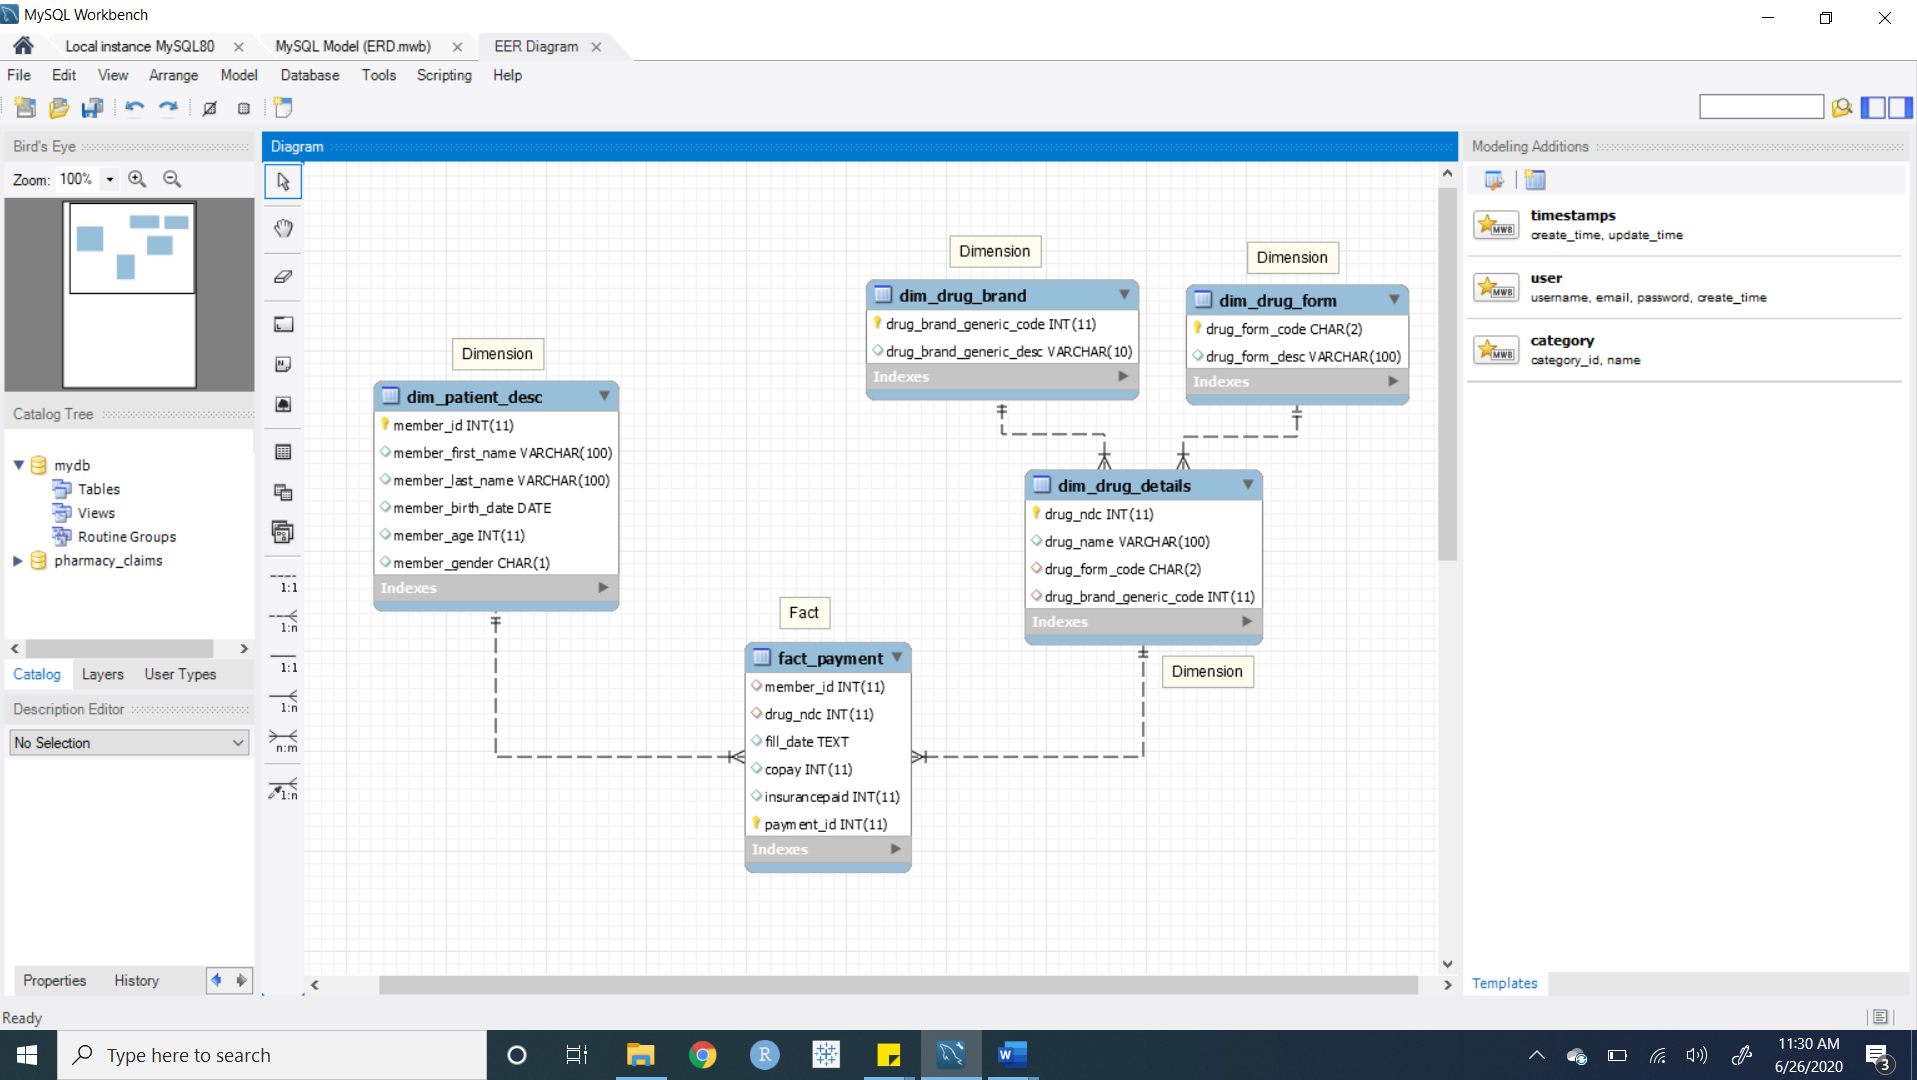 MySQL Workbench
Local instance MySQL80
MySQL Model (ERD.mwb)
EER Diagram
File Edit View Arrange Model Database Tools Scripting Help
Bird's Eye
Zoom: 100%
Catalog Tree
mydb
Tables
Views
Routine Groups
pharmacy_claims
Catalog Layers User Types
Description Editor
No Selection
Properties History
Ready
Diagram
1:1
1:n
1:1
1:n
n:m
1:n
Dimension
dim_patient_desc
member_id INT(11)
member_first_name VARCHAR(100)
member_last_name VARCHAR(100)
member_birth_date DATE
member_age INT(11)
member_gender CHAR(1)
Indexes
Dimension
dim_drug_brand
drug_brand_generic_code INT(11)
drug_brand_generic_desc VARCHAR(10)
Indexes
Dimension
dim_drug_form
drug_form_code CHAR(2)
drug_form_desc VARCHAR(100)
Indexes
dim_drug_details
drug_ndc INT(11)
drug_name VARCHAR(100)
drug_form_code CHAR(2)
drug_brand_generic_code INT(11)
Indexes
Dimension
Fact
fact_payment
member_id INT(11)
drug_ndc INT(11)
fill_date TEXT
copay INT(11)
insurancepaid INT(11)
payment_id INT(11)
Indexes
Modeling Additions
MWB
timestamps
create_time, update_time
MWB
user
username, email, password, create_time
MWB
category
category_id, name
Templates
Type here to search
R
W
11:30 AM
6/26/2020
3